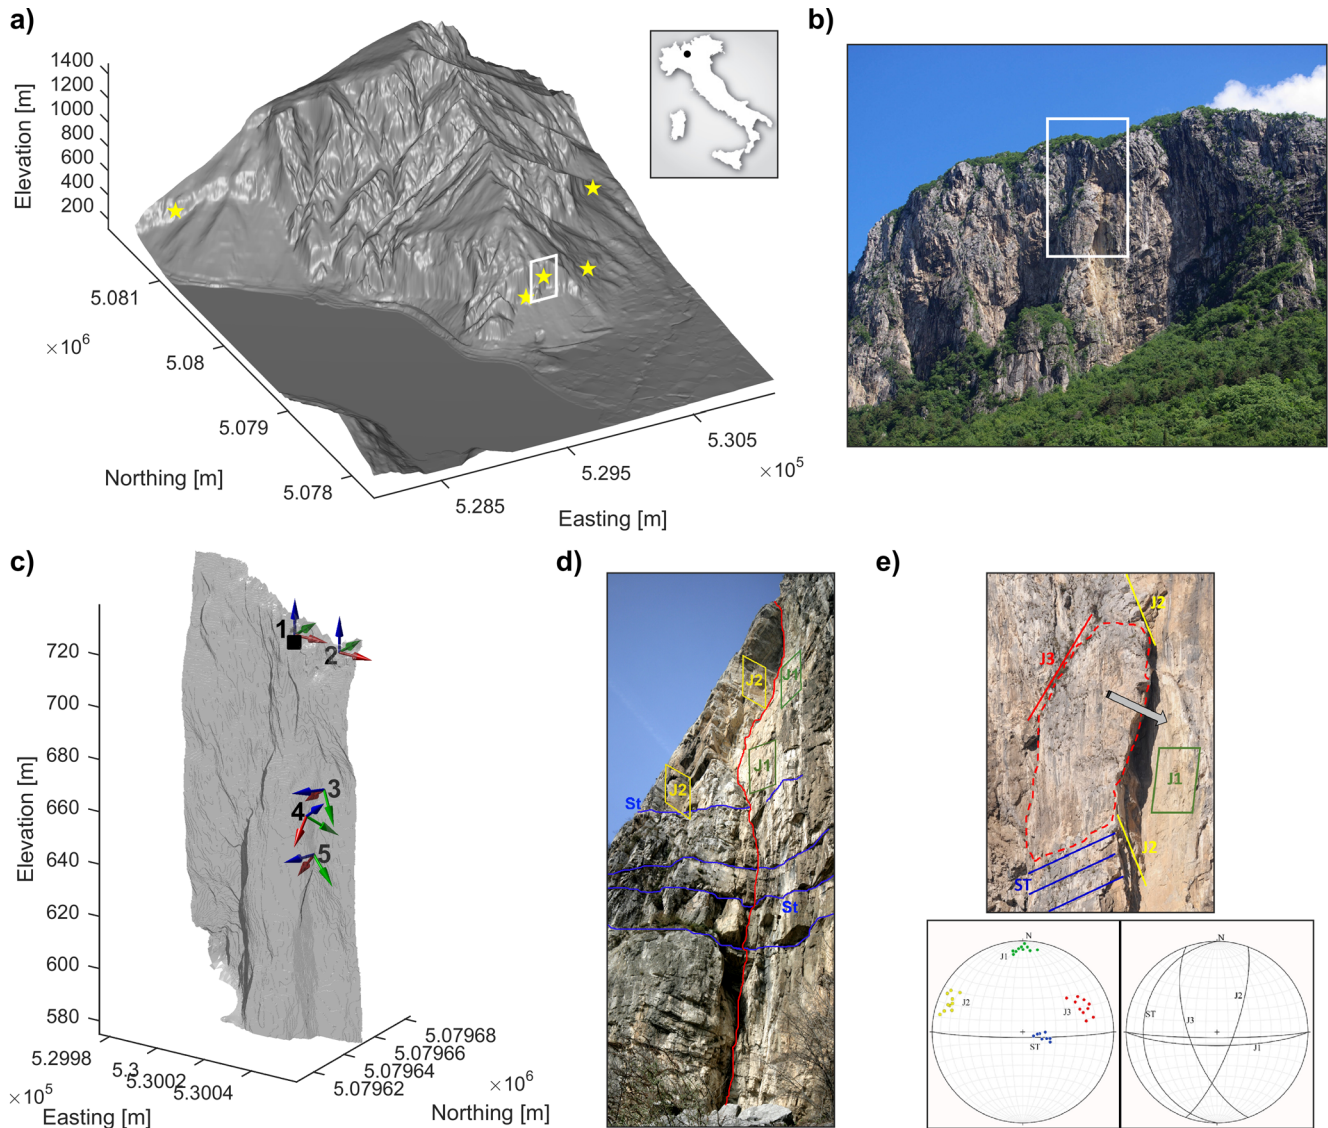 a)
1400
1200
1000
800
600
400
200
Elevation [m]
5.081
×10⁶
5.08
5.079
5.078
Northing [m]
5.305
×10⁵
5.295
5.285
Easting [m]
b)
c)
720
700
680
660
640
620
600
580
Elevation [m]
1
2
3
4
5
5.2998
5.3
5.3002
5.3004
×10⁵
Easting [m]
5.07968
5.07966
5.07964
5.07962
×10⁶
Northing [m]
d)
J2
J1
J1
J2
St
St
e)
J2
J3
J1
J2
ST
N
J1
J2
J3
ST
N
J2
ST
J3
J1